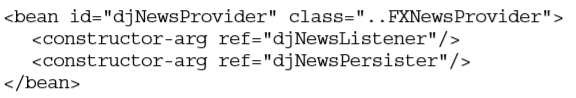 <bean id="djNewsProvider" class="..FXNewsProvider">
<constructor-arg ref="djNewsListener"/>
<constructor-arg ref="djNewsPersister"/>
</bean>